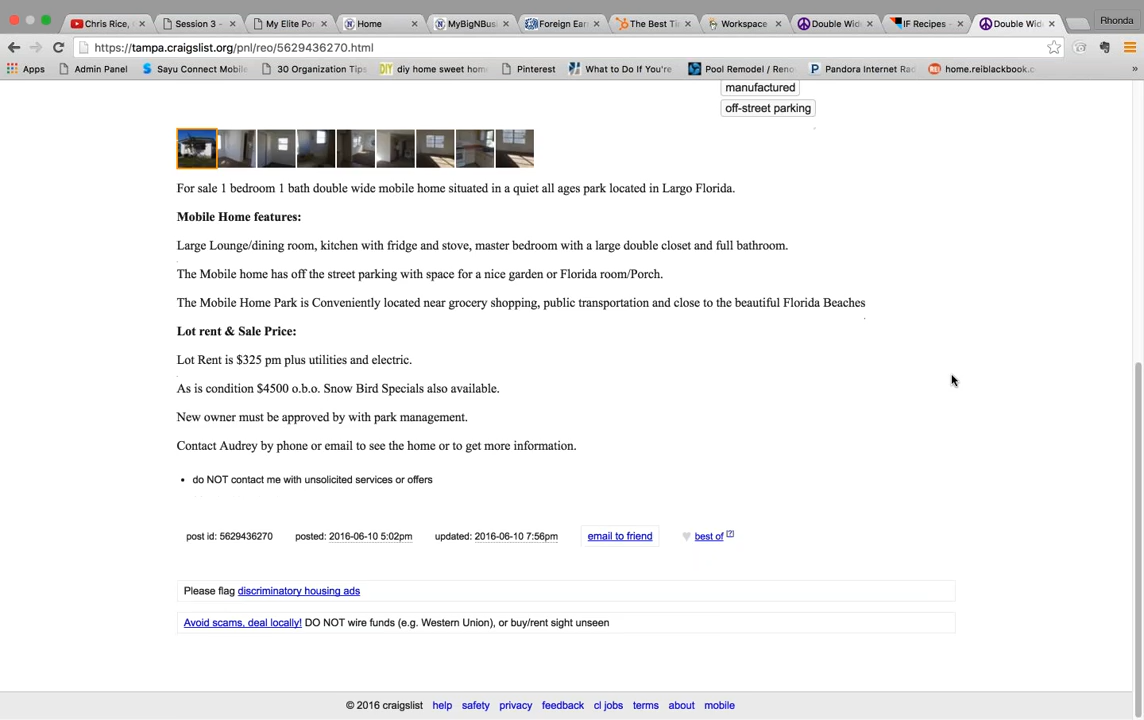 Chris Rice,
Session 3 -
My Elite Por
Home
MyBigNBus
Foreign Ear
The Best Ti
Workspace
Double Wid
IF Recipes -
Double Wid
Rhonda
https://tampa.craigslist.org/pnl/reo/5629436270.html
Apps
Admin Panel
Sayu Connect Mobile
30 Organization Tips
diy home sweet hom
Pinterest
What to Do If You're
Pool Remodel / Reno
Pandora Internet Rad
home.reiblackbook.c
»
manufactured
off-street parking
For sale 1 bedroom 1 bath double wide mobile home situated in a quiet all ages park located in Largo Florida.
Mobile Home features:
Large Lounge/dining room, kitchen with fridge and stove, master bedroom with a large double closet and full bathroom.
The Mobile home has off the street parking with space for a nice garden or Florida room/Porch.
The Mobile Home Park is Conveniently located near grocery shopping, public transportation and close to the beautiful Florida Beaches
Lot rent & Sale Price:
Lot Rent is $325 pm plus utilities and electric.
As is condition $4500 o.b.o. Snow Bird Specials also available.
New owner must be approved by with park management.
Contact Audrey by phone or email to see the home or to get more information.
• do NOT contact me with unsolicited services or offers
post id: 5629436270 posted: 2016-06-10 5:02pm updated: 2016-06-10 7:56pm email to friend ♥ best of [?]
Please flag discriminatory housing ads
Avoid scams, deal locally! DO NOT wire funds (e.g. Western Union), or buy/rent sight unseen
© 2016 craigslist help safety privacy feedback cl jobs terms about mobile